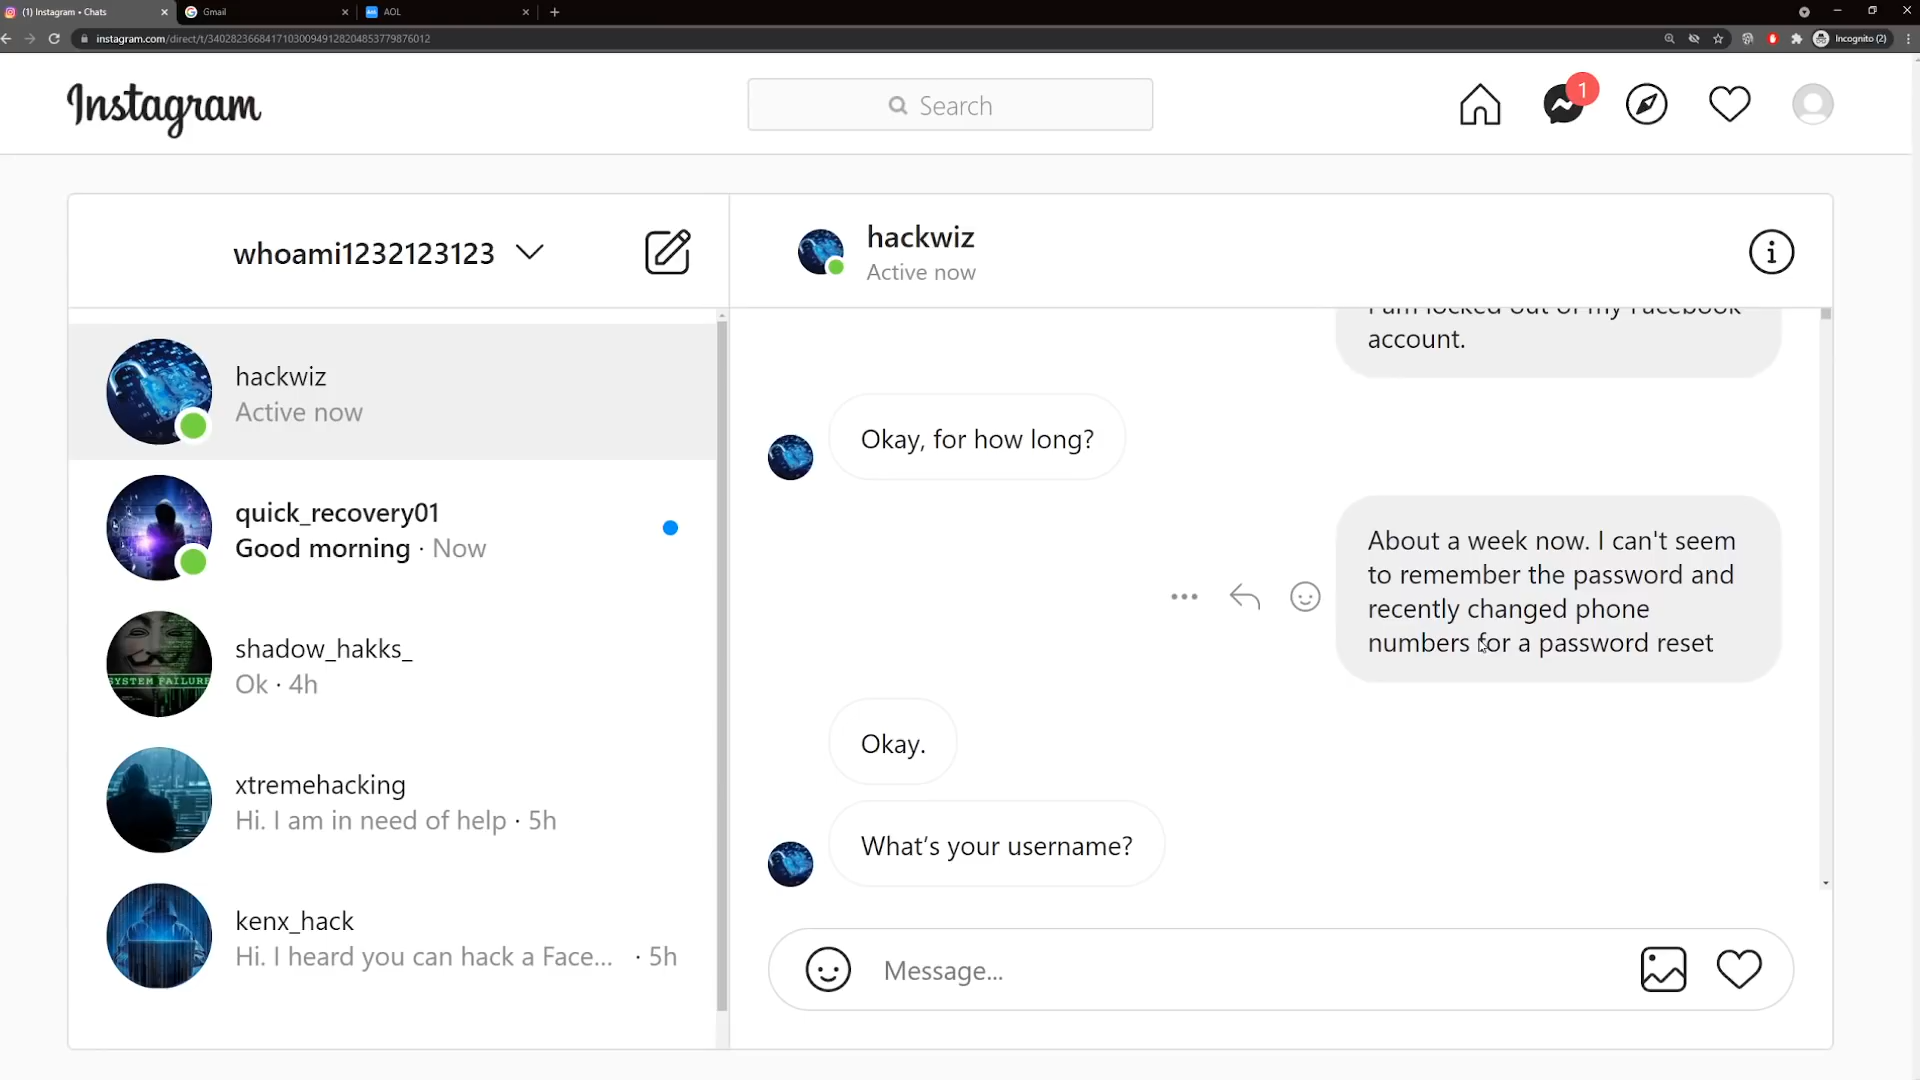 (1) Instagram • Chats
Gmail
AOL
instagram.com/direct/t/340282366841710300949128204853779876012
Incognito (2)
Instagram
Search
1
whoami1232123123
hackwiz
Active now
hackwiz
Active now
quick_recovery01
Good morning · Now
shadow_hakks_
Ok · 4h
SYSTEM FAILURE
xtremehacking
Hi. I am in need of help · 5h
kenx_hack
Hi. I heard you can hack a Face... · 5h
I am locked out of my Facebook
account.
Okay, for how long?
About a week now. I can't seem
to remember the password and
recently changed phone
numbers for a password reset
Okay.
What's your username?
Message...